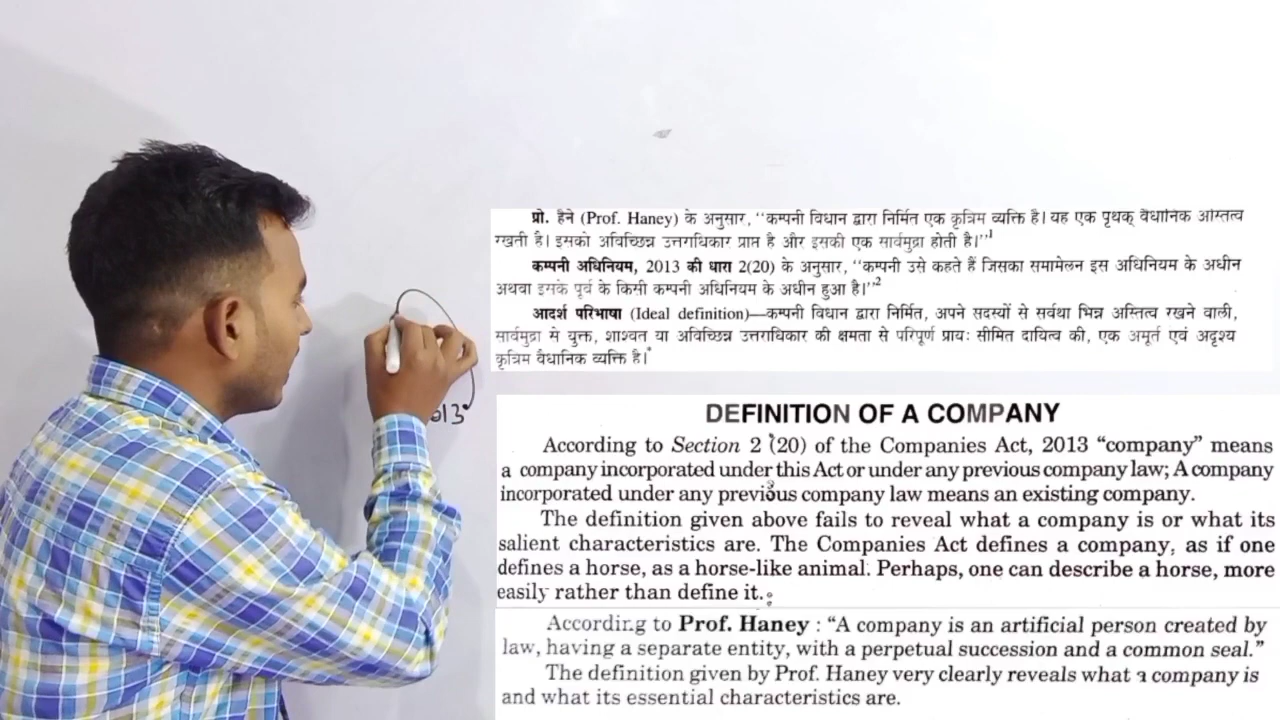 13
प्रो. हैने (Prof. Haney) के अनुसार, “कम्पनी विधान द्वारा निर्मित एक कृत्रिम व्यक्ति है। यह एक पृथक् वैधानिक अस्तित्व
रखती है। इसको अविच्छिन्न उत्तराधिकार प्राप्त है और इसकी एक सार्वमुद्रा होती है।”1
कम्पनी अधिनियम, 2013 की धारा 2(20) के अनुसार, “कम्पनी उसे कहते हैं जिसका समामेलन इस अधिनियम के अधीन
अथवा इसके पूर्व के किसी कम्पनी अधिनियम के अधीन हुआ है।”2
आदर्श परिभाषा (Ideal definition)—कम्पनी विधान द्वारा निर्मित, अपने सदस्यों से सर्वथा भिन्न अस्तित्व रखने वाली,
सार्वमुद्रा से युक्त, शाश्वत या अविच्छिन्न उत्तराधिकार की क्षमता से परिपूर्ण प्रायः सीमित दायित्व की, एक अमूर्त एवं अदृश्य
कृत्रिम वैधानिक व्यक्ति है।
DEFINITION OF A COMPANY
According to Section 2 (20) of the Companies Act, 2013 “company” means
a company incorporated under this Act or under any previous company law; A company
incorporated under any previous company law means an existing company.
The definition given above fails to reveal what a company is or what its
salient characteristics are. The Companies Act defines a company, as if one
defines a horse, as a horse-like animal. Perhaps, one can describe a horse, more
easily rather than define it.
According to Prof. Haney : “A company is an artificial person created by
law, having a separate entity, with a perpetual succession and a common seal.”
The definition given by Prof. Haney very clearly reveals what a company is
and what its essential characteristics are.